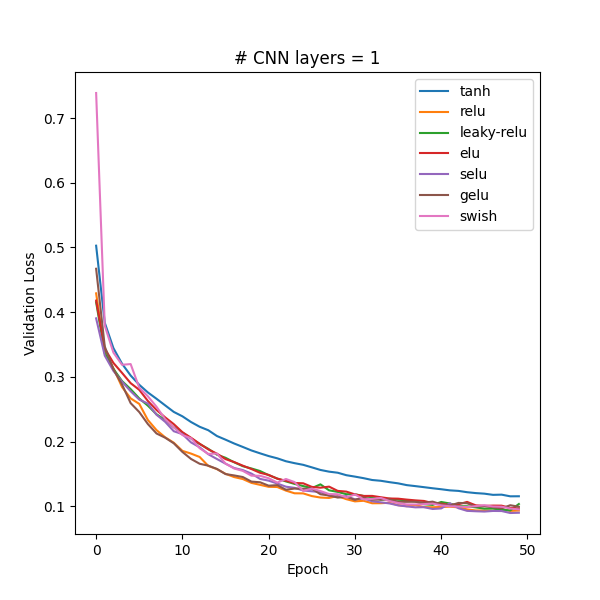 # CNN layers = 1
tanh
relu
leaky-relu
elu
selu
gelu
swish
Validation Loss
0.7
0.6
0.5
0.4
0.3
0.2
0.1
0 10 20 30 40 50
Epoch